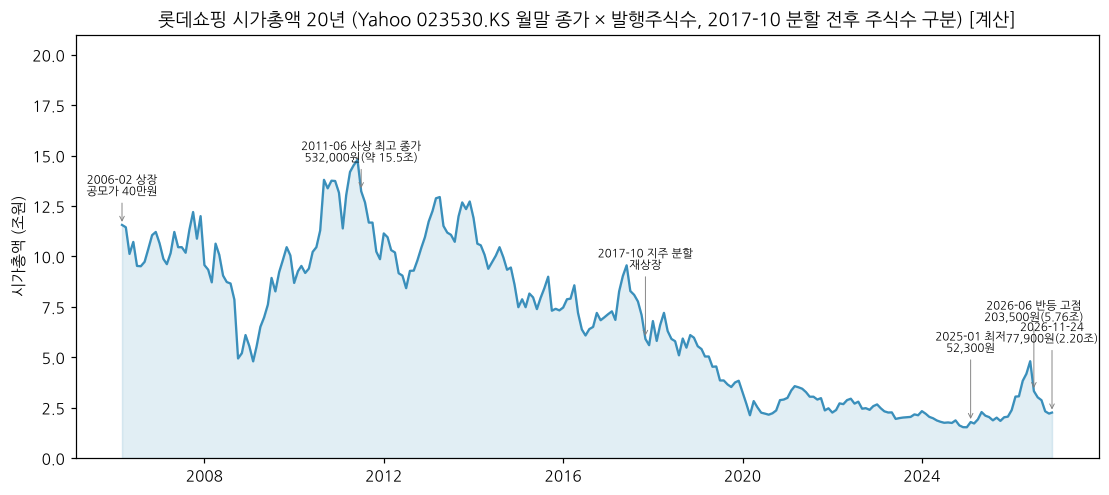 롯데쇼핑 시가총액 20년 (Yahoo 023530.KS 월말 종가 × 발행주식수, 2017-10 분할 전후 주식수 구분) [계산]
시가총액 (조원)
20.0
17.5
15.0
12.5
10.0
7.5
5.0
2.5
0.0
2006-02 상장
공모가 40만원
2011-06 사상 최고 종가
532,000원(약 15.5조)
2017-10 지주 분할
재상장
2025-01 최저
52,300원
2026-06 반등 고점
203,500원(5.76조)
2026-11-24
77,900원(2.20조)
2008
2012
2016
2020
2024